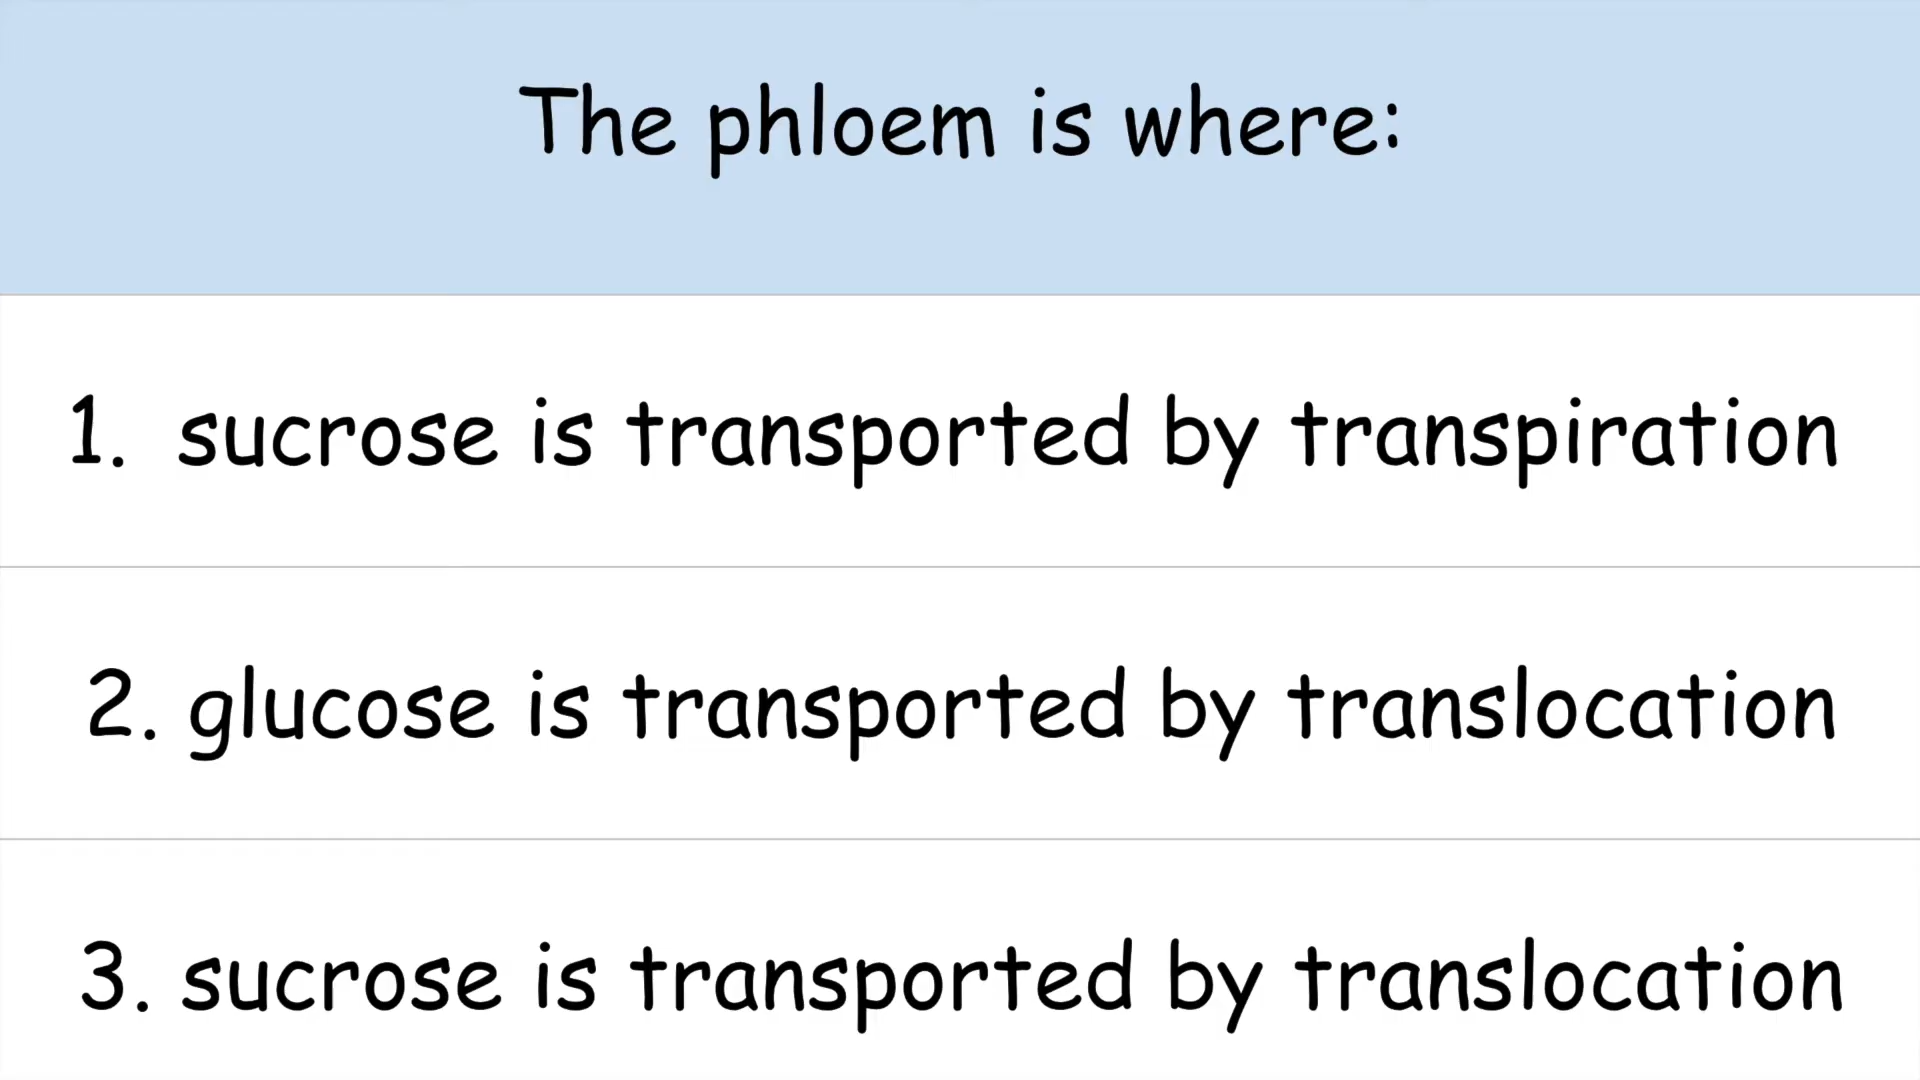 The phloem is where:
1. sucrose is transported by transpiration
2. glucose is transported by translocation
3. sucrose is transported by translocation